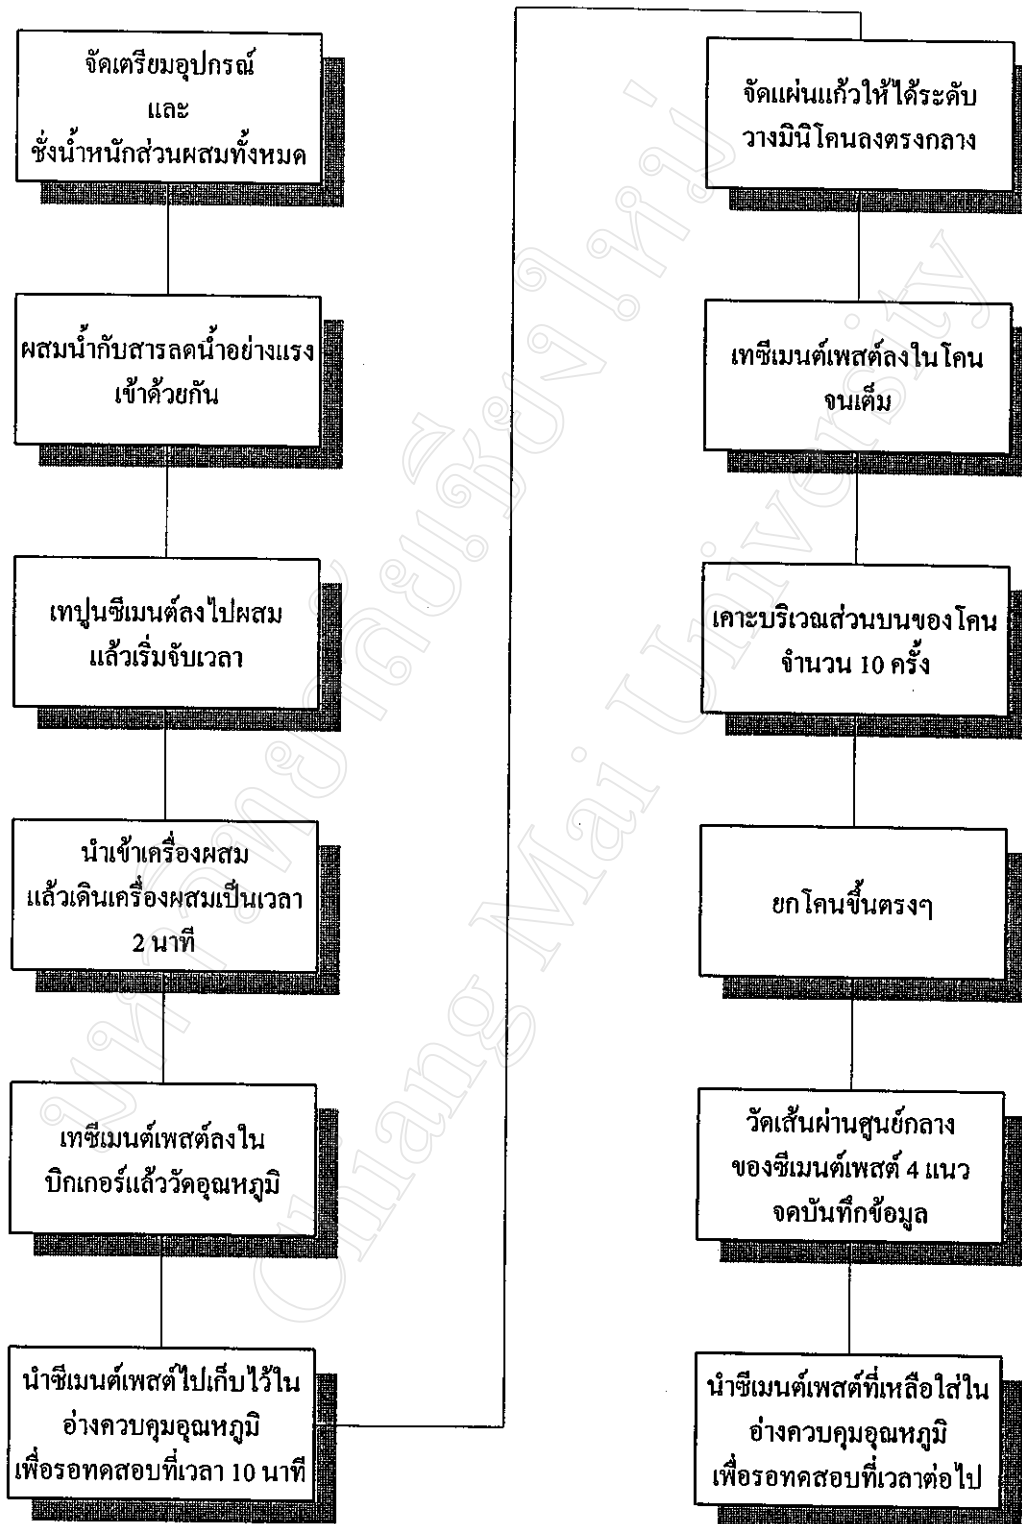 จัดเตรียมอุปกรณ์
และ
ชั่งน้ำหนักส่วนผสมทั้งหมด
ผสมน้ำกับสารลดน้ำอย่างแรง
เข้าด้วยกัน
เทปูนซีเมนต์ลงไปผสม
แล้วเริ่มจับเวลา
นำเข้าเครื่องผสม
แล้วเดินเครื่องผสมเป็นเวลา
2 นาที
เทซีเมนต์เพสต์ลงใน
บิกเกอร์แล้ววัดอุณหภูมิ
นำซีเมนต์เพสต์ไปเก็บไว้ใน
อ่างควบคุมอุณหภูมิ
เพื่อรอทดสอบที่เวลา 10 นาที
จัดแผ่นแก้วให้ได้ระดับ
วางมินิโคนลงตรงกลาง
เทซีเมนต์เพสต์ลงในโคน
จนเต็ม
เคาะบริเวณส่วนบนของโคน
จำนวน 10 ครั้ง
ยกโคนขึ้นตรงๆ
วัดเส้นผ่านศูนย์กลาง
ของซีเมนต์เพสต์ 4 แนว
จดบันทึกข้อมูล
นำซีเมนต์เพสต์ที่เหลือใส่ใน
อ่างควบคุมอุณหภูมิ
เพื่อรอทดสอบที่เวลาต่อไป
มหาวิทยาลัยเชียงใหม่
Chiang Mai University